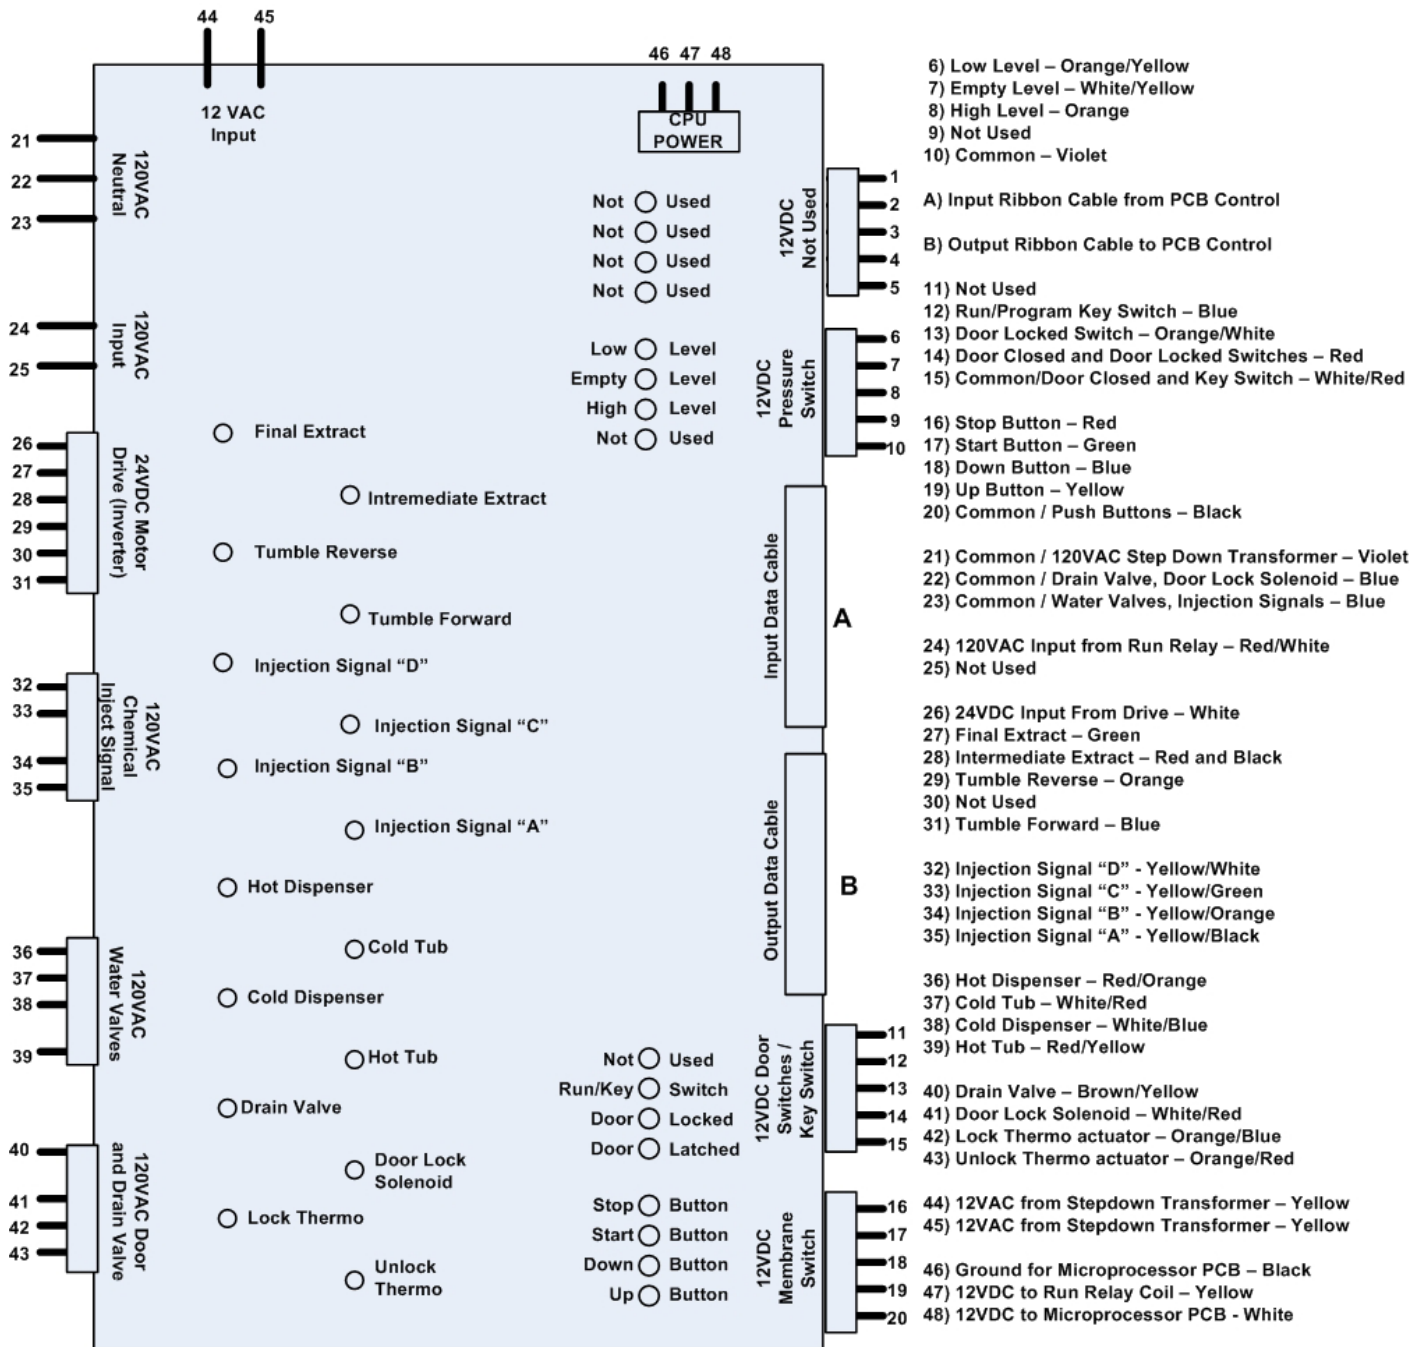 44
45
46 47 48
12 VAC
Input
CPU
POWER
21
22
23
120VAC
Neutral
24
25
120VAC
Input
26
27
28
29
30
31
24VDC Motor
Drive (Inverter)
32
33
34
35
120VAC
Chemical
Inject Signal
36
37
38
39
120VAC
Water Valves
40
41
42
43
120VAC Door
and Drain Valve
Final Extract
Intremediate Extract
Tumble Reverse
Tumble Forward
Injection Signal “D”
Injection Signal “C”
Injection Signal “B”
Injection Signal “A”
Hot Dispenser
Cold Tub
Cold Dispenser
Hot Tub
Drain Valve
Door Lock
Solenoid
Lock Thermo
Unlock
Thermo
Not Used
Not Used
Not Used
Not Used
Low Level
Empty Level
High Level
Not Used
Not Used
Run/Key Switch
Door Locked
Door Latched
Stop Button
Start Button
Down Button
Up Button
12VDC
Not Used
1
2
3
4
5
12VDC
Pressure
Switch
6
7
8
9
10
Input Data Cable
A
Output Data Cable
B
12VDC Door
Switches /
Key Switch
11
12
13
14
15
12VDC
Membrane
Switch
16
17
18
19
20
6) Low Level – Orange/Yellow
7) Empty Level – White/Yellow
8) High Level – Orange
9) Not Used
10) Common – Violet
A) Input Ribbon Cable from PCB Control
B) Output Ribbon Cable to PCB Control
11) Not Used
12) Run/Program Key Switch – Blue
13) Door Locked Switch – Orange/White
14) Door Closed and Door Locked Switches – Red
15) Common/Door Closed and Key Switch – White/Red
16) Stop Button – Red
17) Start Button – Green
18) Down Button – Blue
19) Up Button – Yellow
20) Common / Push Buttons – Black
21) Common / 120VAC Step Down Transformer – Violet
22) Common / Drain Valve, Door Lock Solenoid – Blue
23) Common / Water Valves, Injection Signals – Blue
24) 120VAC Input from Run Relay – Red/White
25) Not Used
26) 24VDC Input From Drive – White
27) Final Extract – Green
28) Intermediate Extract – Red and Black
29) Tumble Reverse – Orange
30) Not Used
31) Tumble Forward – Blue
32) Injection Signal “D” - Yellow/White
33) Injection Signal “C” - Yellow/Green
34) Injection Signal “B” - Yellow/Orange
35) Injection Signal “A” - Yellow/Black
36) Hot Dispenser – Red/Orange
37) Cold Tub – White/Red
38) Cold Dispenser – White/Blue
39) Hot Tub – Red/Yellow
40) Drain Valve – Brown/Yellow
41) Door Lock Solenoid – White/Red
42) Lock Thermo actuator – Orange/Blue
43) Unlock Thermo actuator – Orange/Red
44) 12VAC from Stepdown Transformer – Yellow
45) 12VAC from Stepdown Transformer – Yellow
46) Ground for Microprocessor PCB – Black
47) 12VDC to Run Relay Coil – Yellow
48) 12VDC to Microprocessor PCB - White